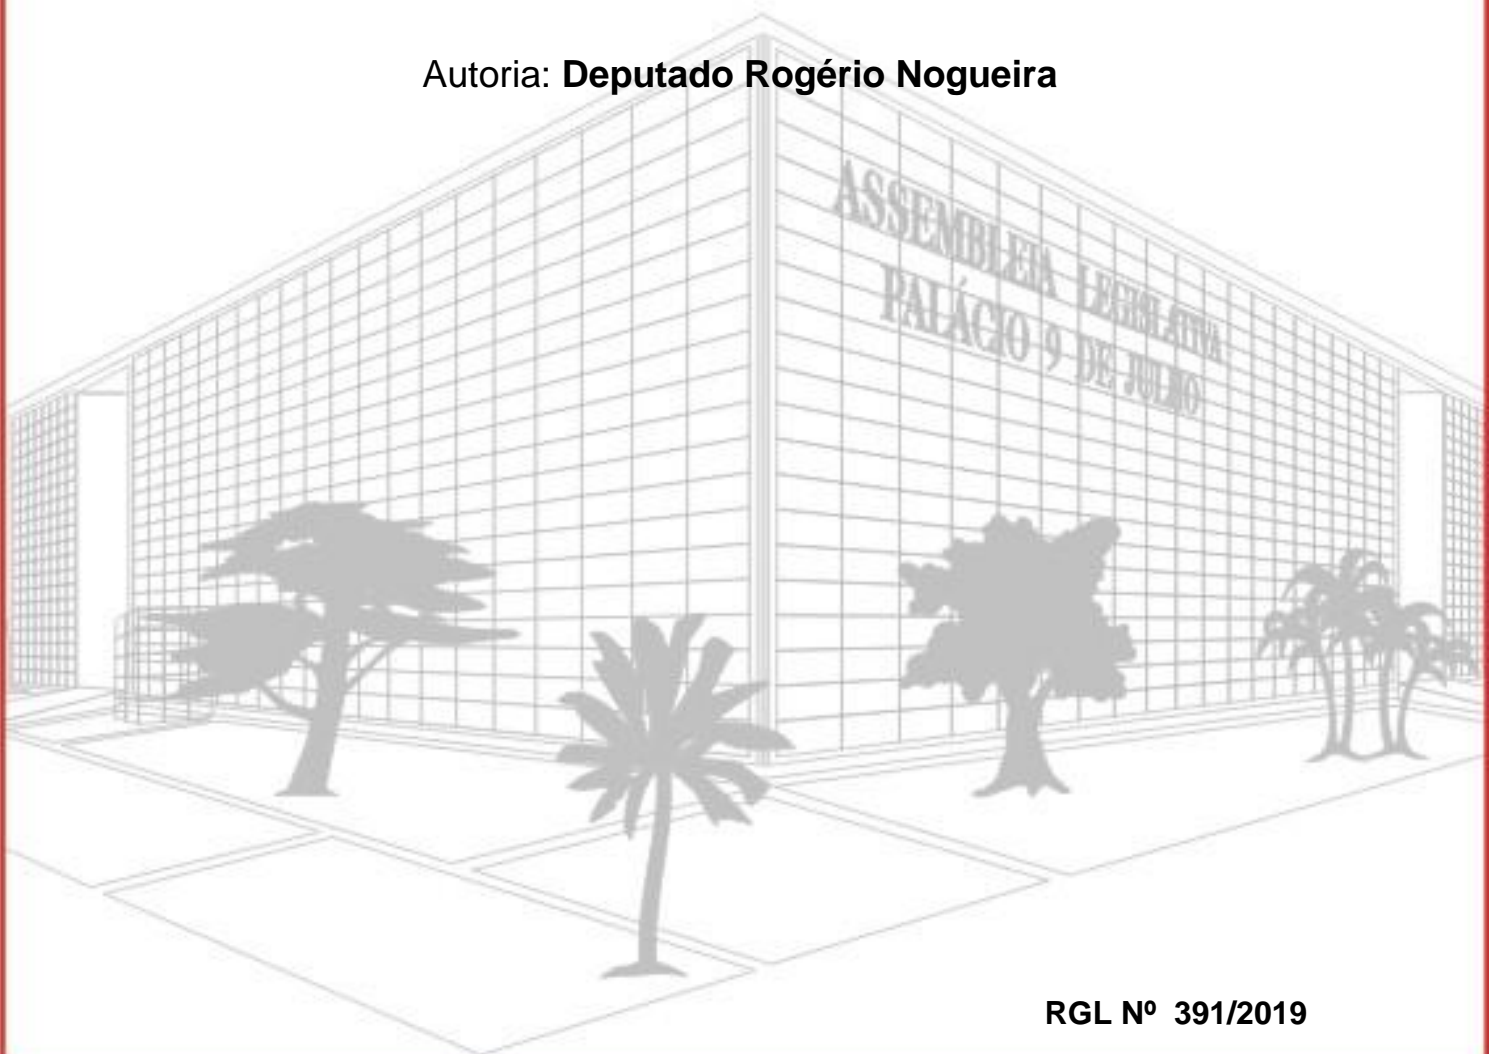 Autoria: Deputado Rogério Nogueira
ASSEMBLEIA LEGISLATIVA
PALÁCIO 9 DE JULHO
RGL Nº 391/2019